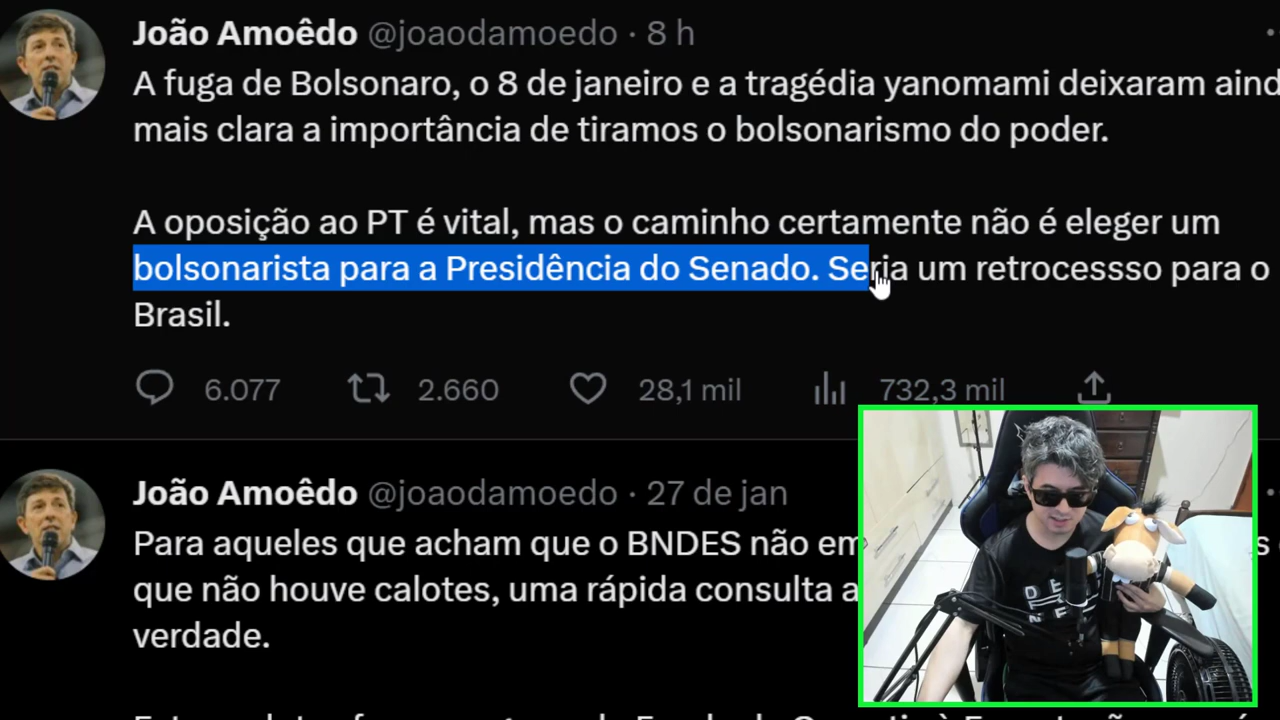 João Amoêdo @joaodamoedo · 8 h
A fuga de Bolsonaro, o 8 de janeiro e a tragédia yanomami deixaram aind
mais clara a importância de tiramos o bolsonarismo do poder.
A oposição ao PT é vital, mas o caminho certamente não é eleger um
bolsonarista para a Presidência do Senado. Seria um retrocessso para o
Brasil.
6.077 2.660 28,1 mil 732,3 mil
João Amoêdo @joaodamoedo · 27 de jan
Para aqueles que acham que o BNDES não em
que não houve calotes, uma rápida consulta a
verdade.